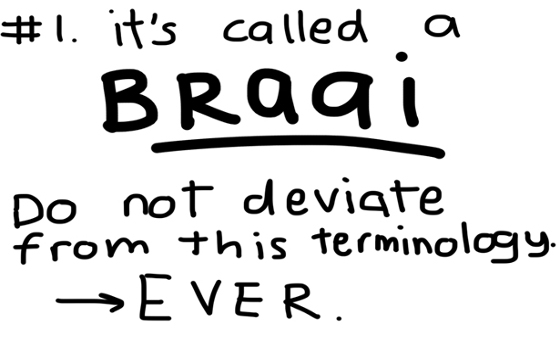 #1. it's called a
BRaai
Do not deviate
from this terminology.
→ EVER.